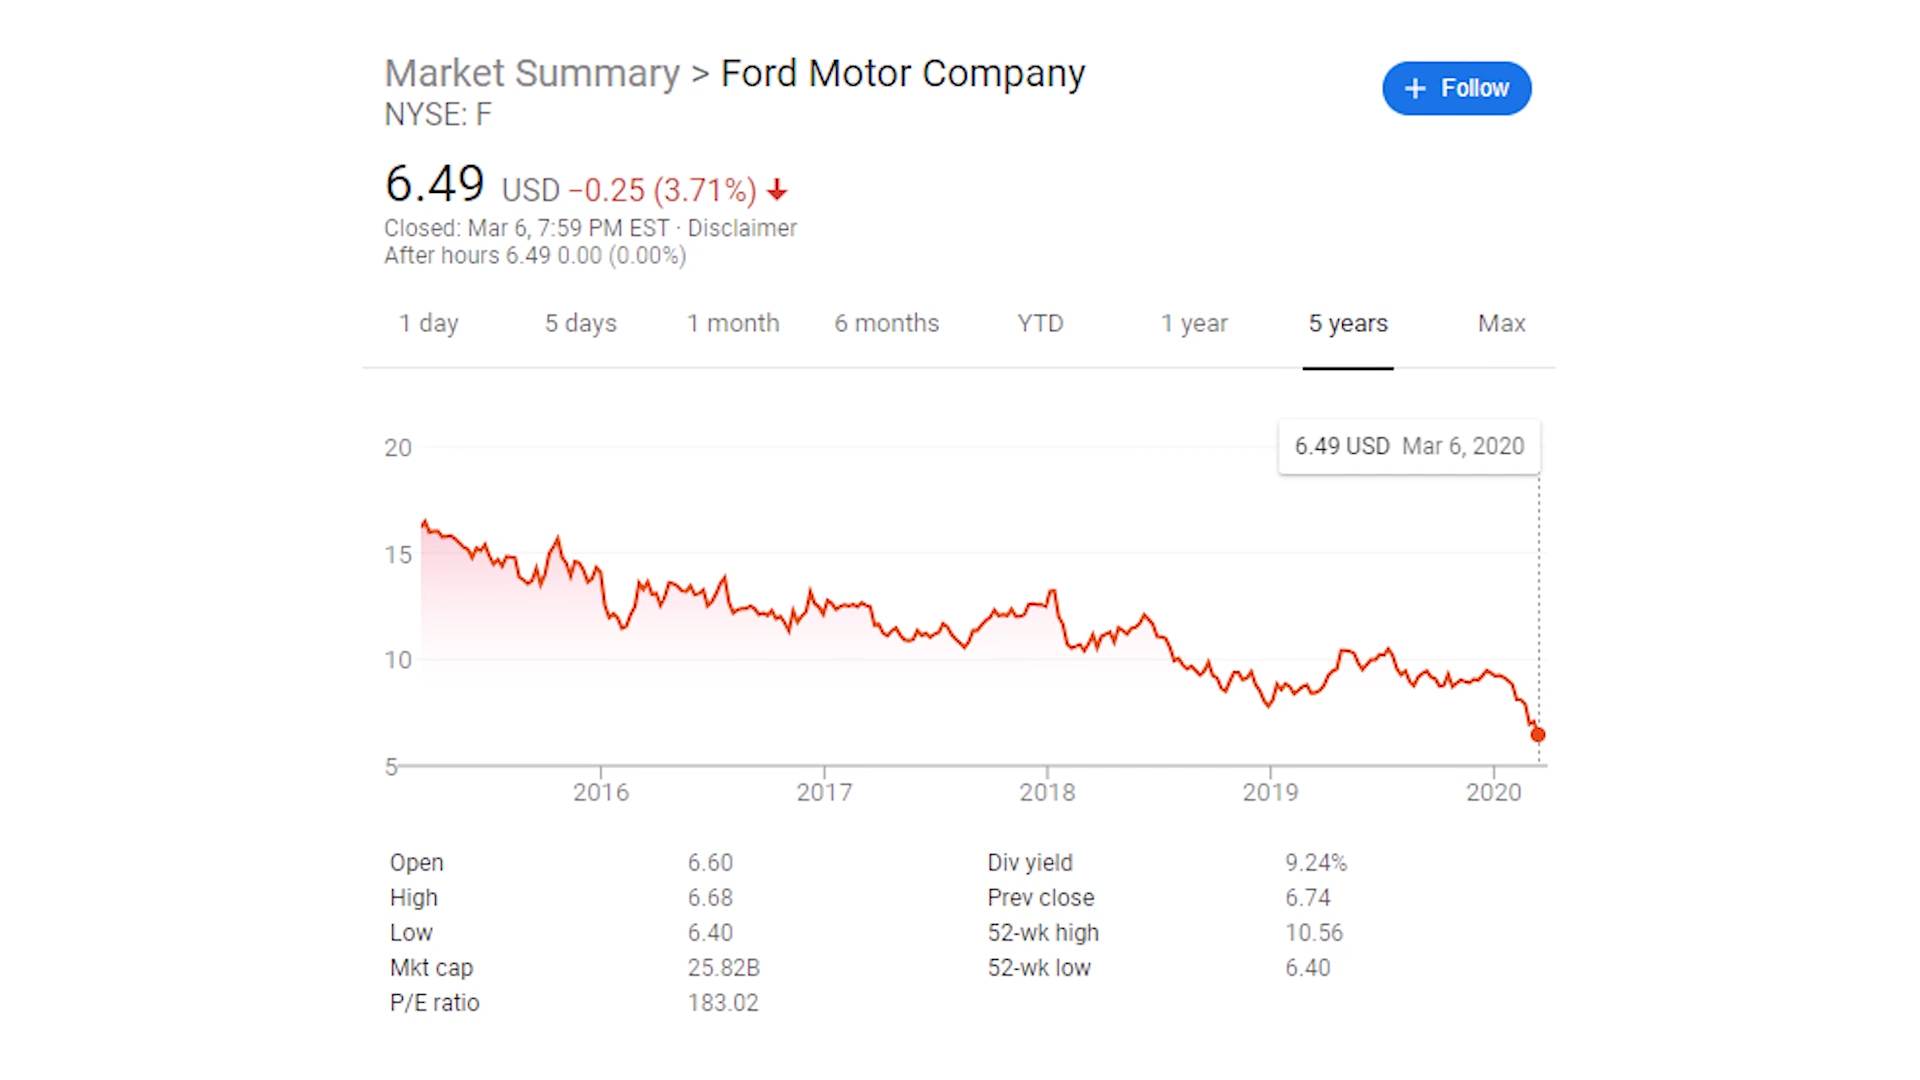 Market Summary > Ford Motor Company
NYSE: F
+ Follow
6.49 USD −0.25 (3.71%)
Closed: Mar 6, 7:59 PM EST · Disclaimer
After hours 6.49 0.00 (0.00%)
1 day 5 days 1 month 6 months YTD 1 year 5 years Max
6.49 USD Mar 6, 2020
20
15
10
5
2016 2017 2018 2019 2020
Open 6.60 Div yield 9.24%
High 6.68 Prev close 6.74
Low 6.40 52-wk high 10.56
Mkt cap 25.82B 52-wk low 6.40
P/E ratio 183.02